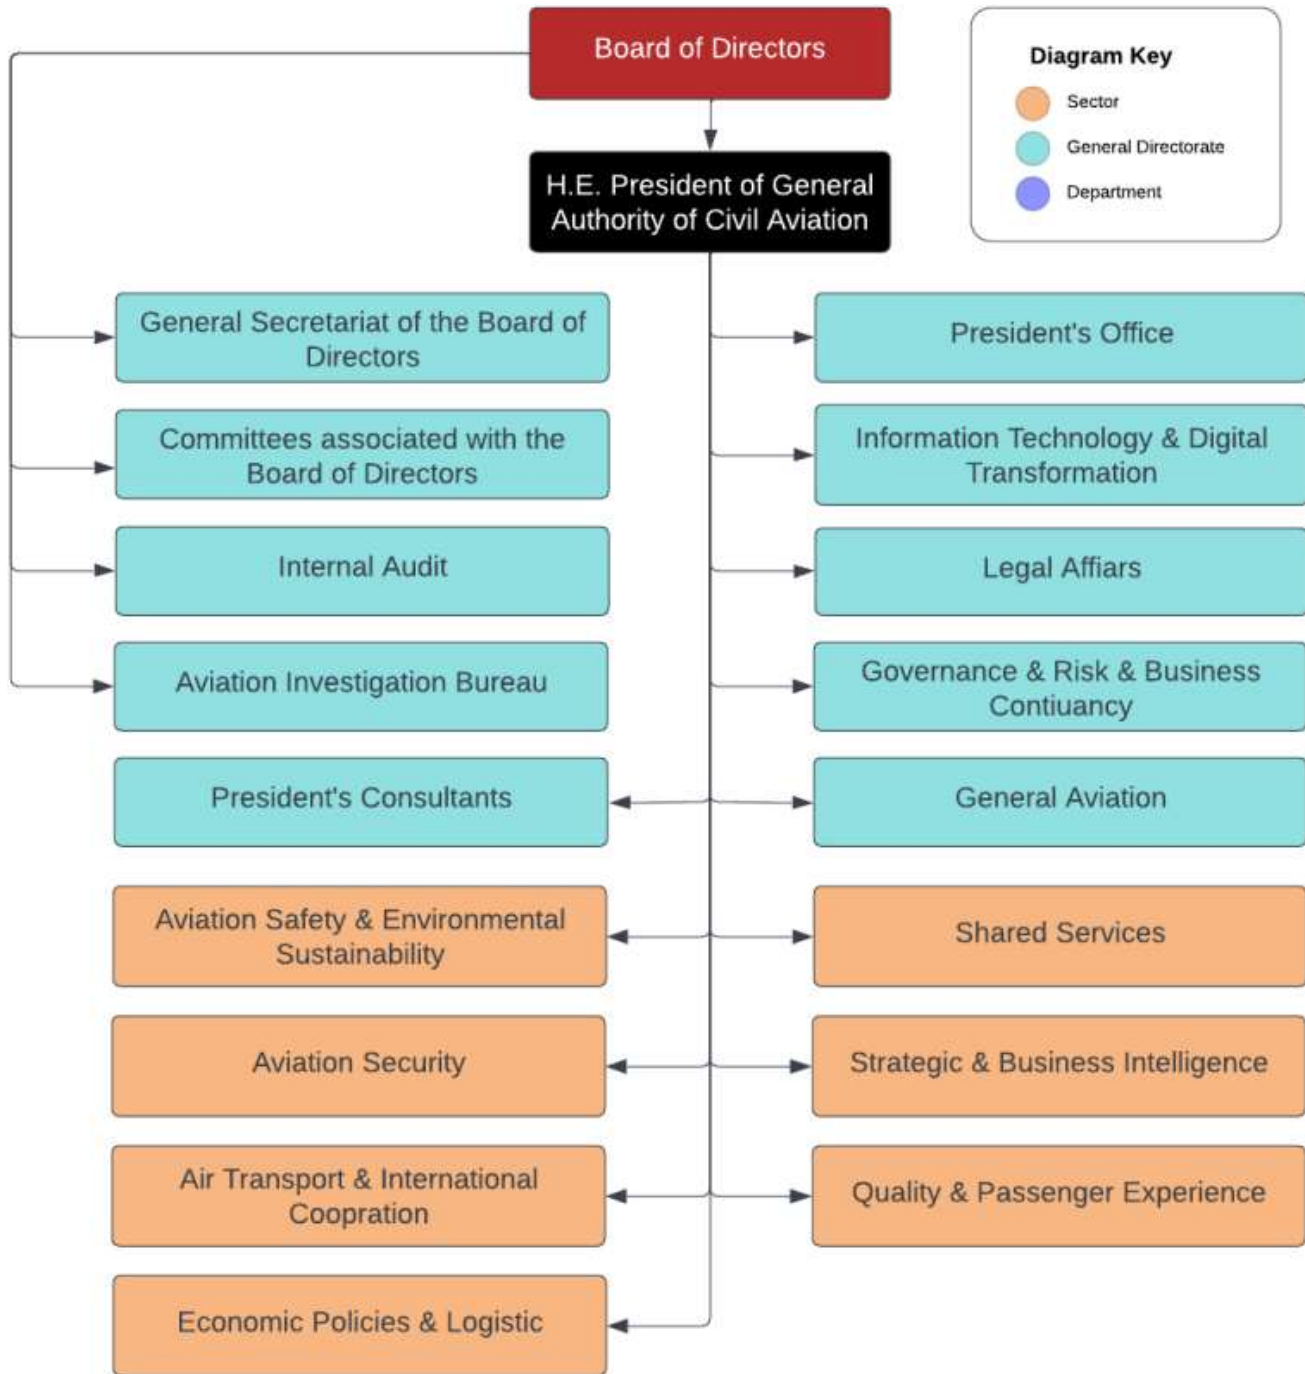 Board of Directors
Diagram Key
Sector
General Directorate
Department
H.E. President of General
Authority of Civil Aviation
General Secretariat of the Board of
Directors
President's Office
Committees associated with the
Board of Directors
Information Technology & Digital
Transformation
Internal Audit
Legal Affiars
Aviation Investigation Bureau
Governance & Risk & Business
Contiuancy
President's Consultants
General Aviation
Aviation Safety & Environmental
Sustainability
Shared Services
Aviation Security
Strategic & Business Intelligence
Air Transport & International
Coopration
Quality & Passenger Experience
Economic Policies & Logistic